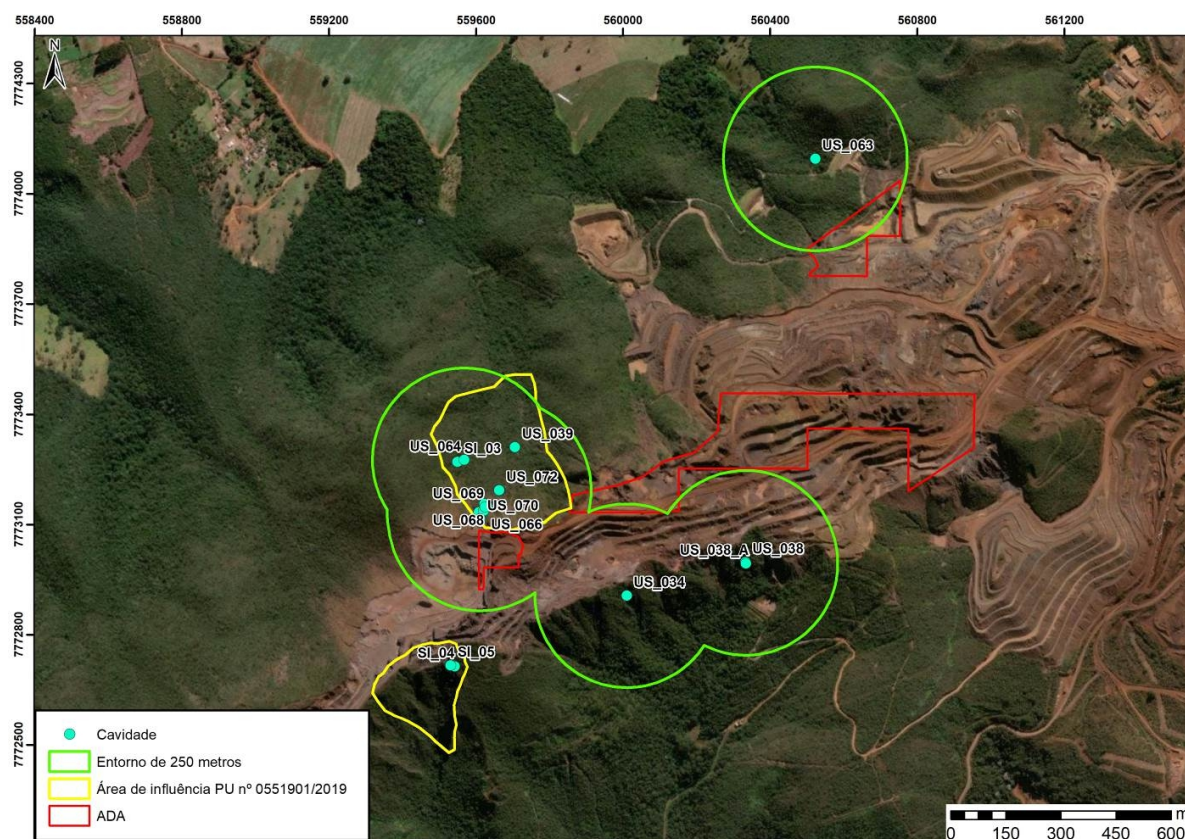 558400 558800 559200 559600 560000 560400 560800 561200
N
7774300
7774000
7773700
7773400
7773100
7772800
7772500
US_063
US_039
US_064 SI_03
US_072
US_069
US_070
US_068 US_066
US_038_A US_038
US_034
SI_04 SI_05
Cavidade
Entorno de 250 metros
Área de influência PU nº 0551901/2019
ADA
m
0 150 300 450 600